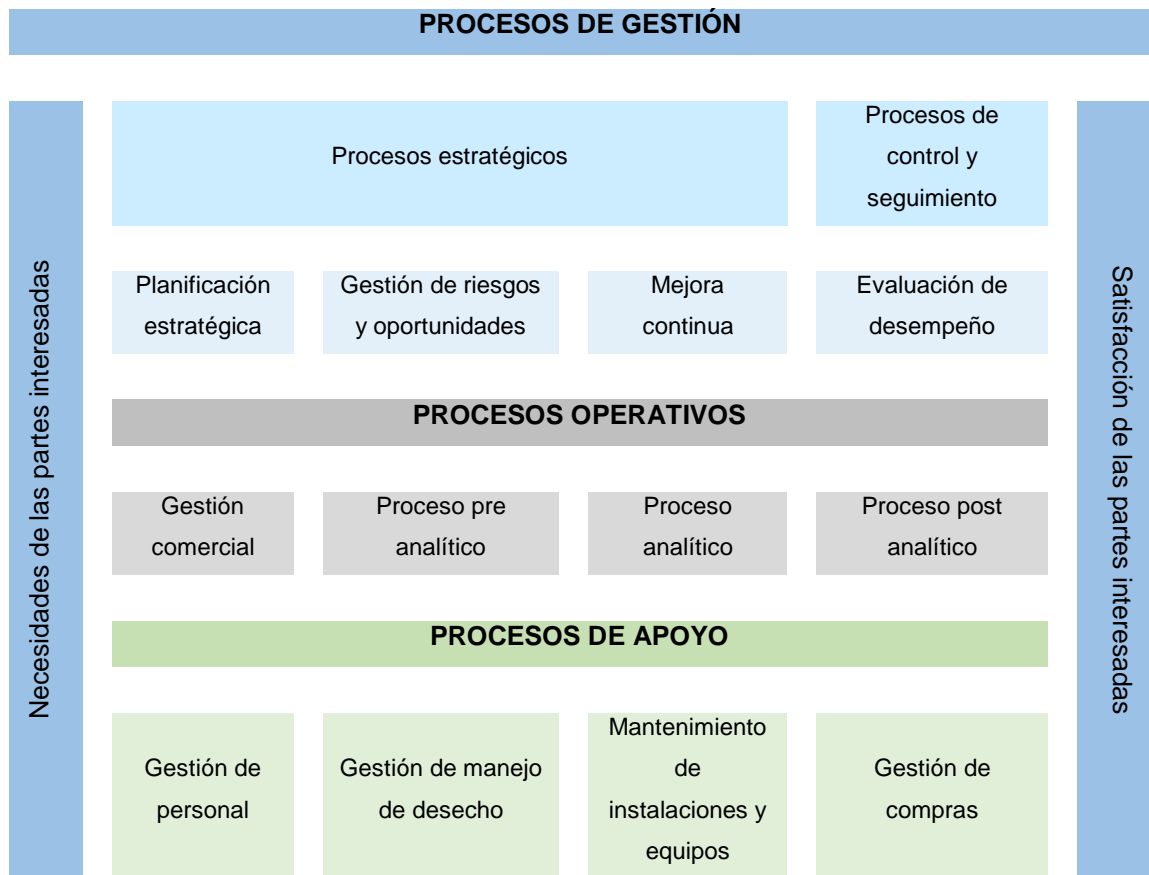 PROCESOS DE GESTIÓN
Necesidades de las partes interesadas
Procesos estratégicos
Procesos de
control y
seguimiento
Planificación
estratégica
Gestión de riesgos
y oportunidades
Mejora
continua
Evaluación de
desempeño
PROCESOS OPERATIVOS
Gestión
comercial
Proceso pre
analítico
Proceso
analítico
Proceso post
analítico
PROCESOS DE APOYO
Gestión de
personal
Gestión de manejo
de desecho
Mantenimiento
de
instalaciones y
equipos
Gestión de
compras
Satisfacción de las partes interesadas